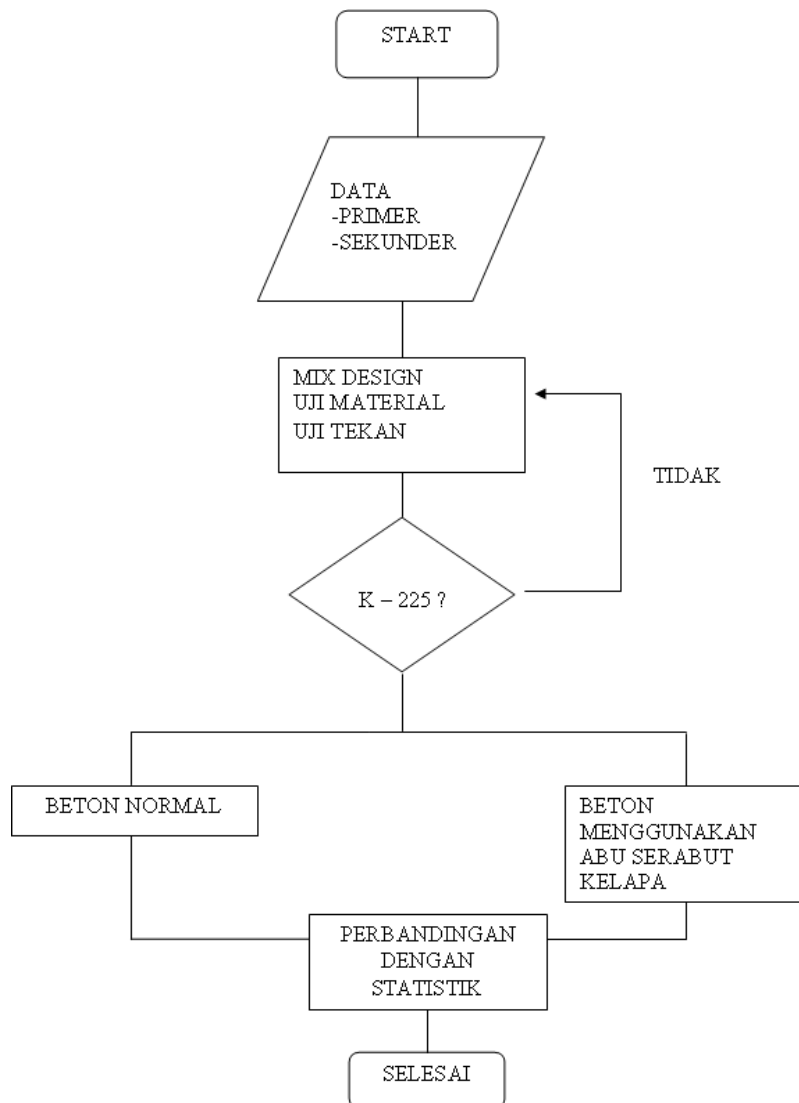 START
DATA
-PRIMER
-SEKUNDER
MIX DESIGN
UJI MATERIAL
UJI TEKAN
TIDAK
K – 225 ?
BETON NORMAL
BETON
MENGGUNAKAN
ABU SERABUT
KELAPA
PERBANDINGAN
DENGAN
STATISTIK
SELESAI